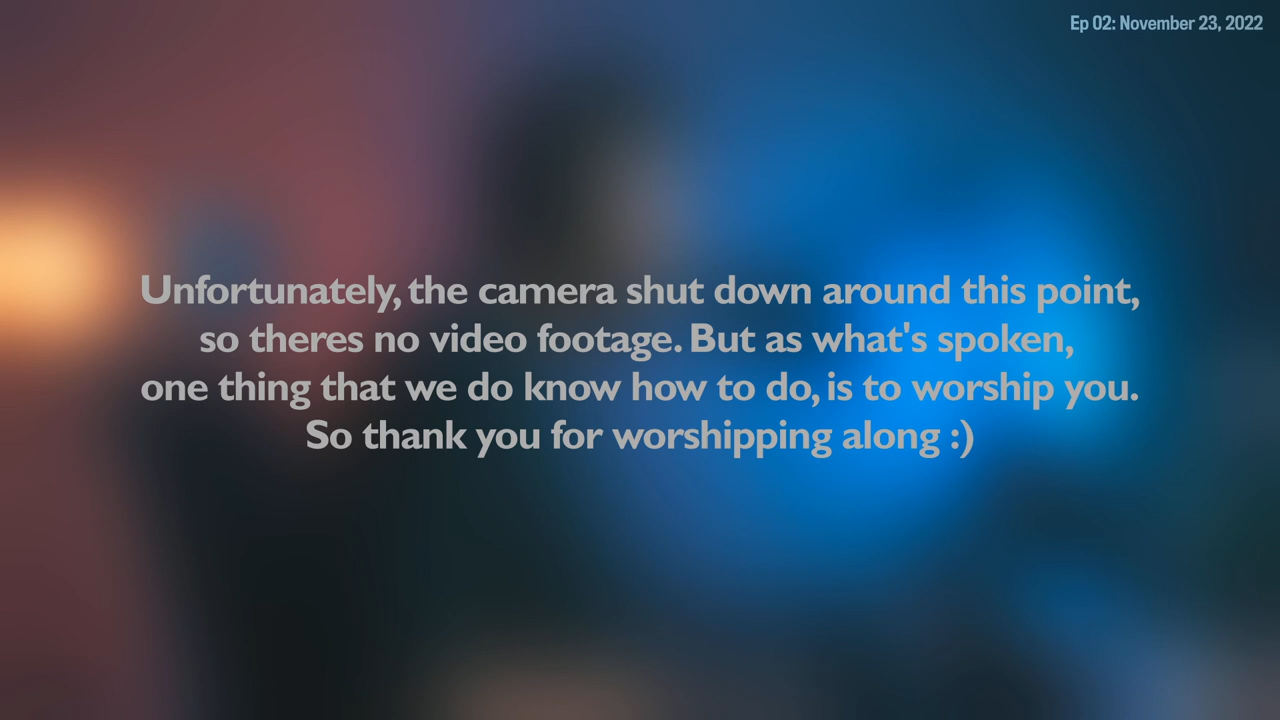 Ep 02: November 23, 2022
Unfortunately, the camera shut down around this point,
so theres no video footage. But as what's spoken,
one thing that we do know how to do, is to worship you.
So thank you for worshipping along :)